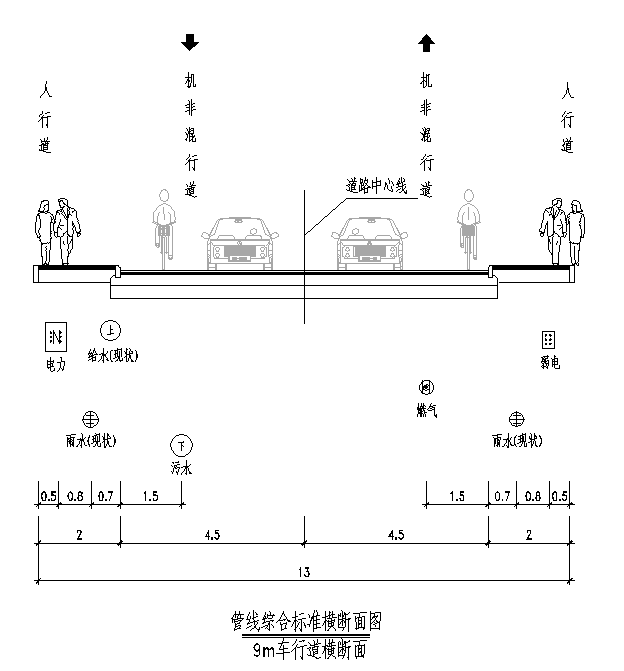 人行道
机非混行道
机非混行道
人行道
道路中心线
上
电力
给水(现状)
弱电
燃气
雨水(现状)
雨水(现状)
下
污水
0.5 0.8 0.7 1.5 1.5 0.7 0.8 0.5
2 4.5 4.5 2
13
管线综合标准横断面图
9m车行道横断面